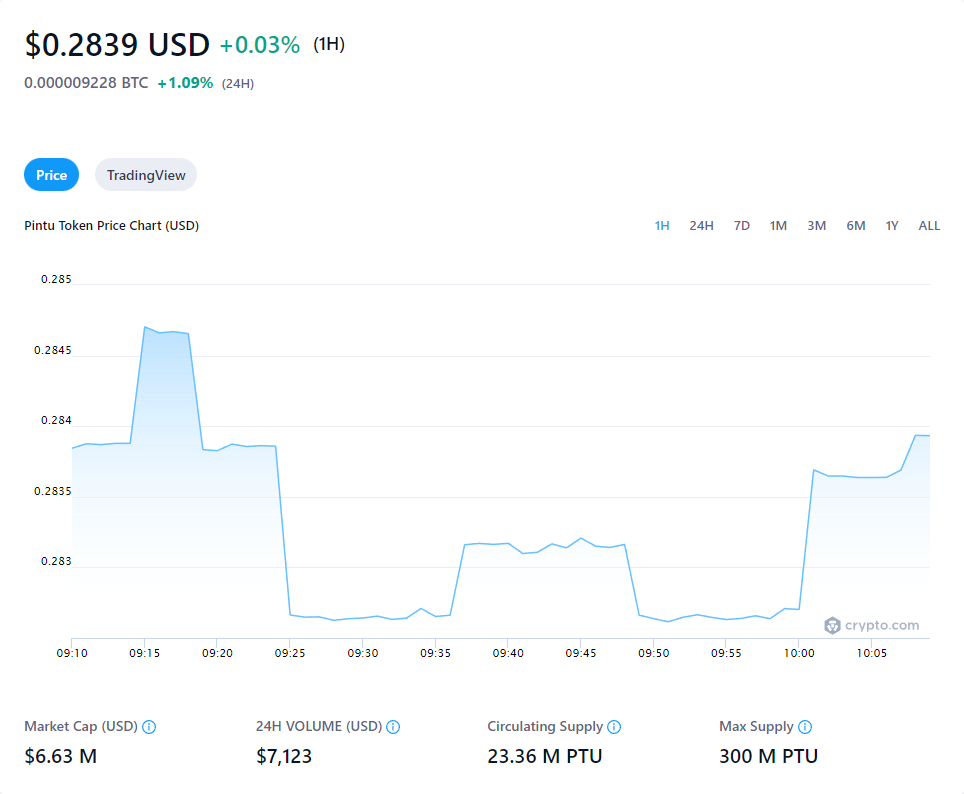 $0.2839 USD +0.03% (1H)
0.000009228 BTC +1.09% (24H)
Price TradingView
Pintu Token Price Chart (USD) 1H 24H 7D 1M 3M 6M 1Y ALL
0.285
0.2845
0.284
0.2835
0.283
crypto.com
09:10 09:15 09:20 09:25 09:30 09:35 09:40 09:45 09:50 09:55 10:00 10:05
Market Cap (USD) 24H VOLUME (USD) Circulating Supply Max Supply
$6.63 M $7,123 23.36 M PTU 300 M PTU